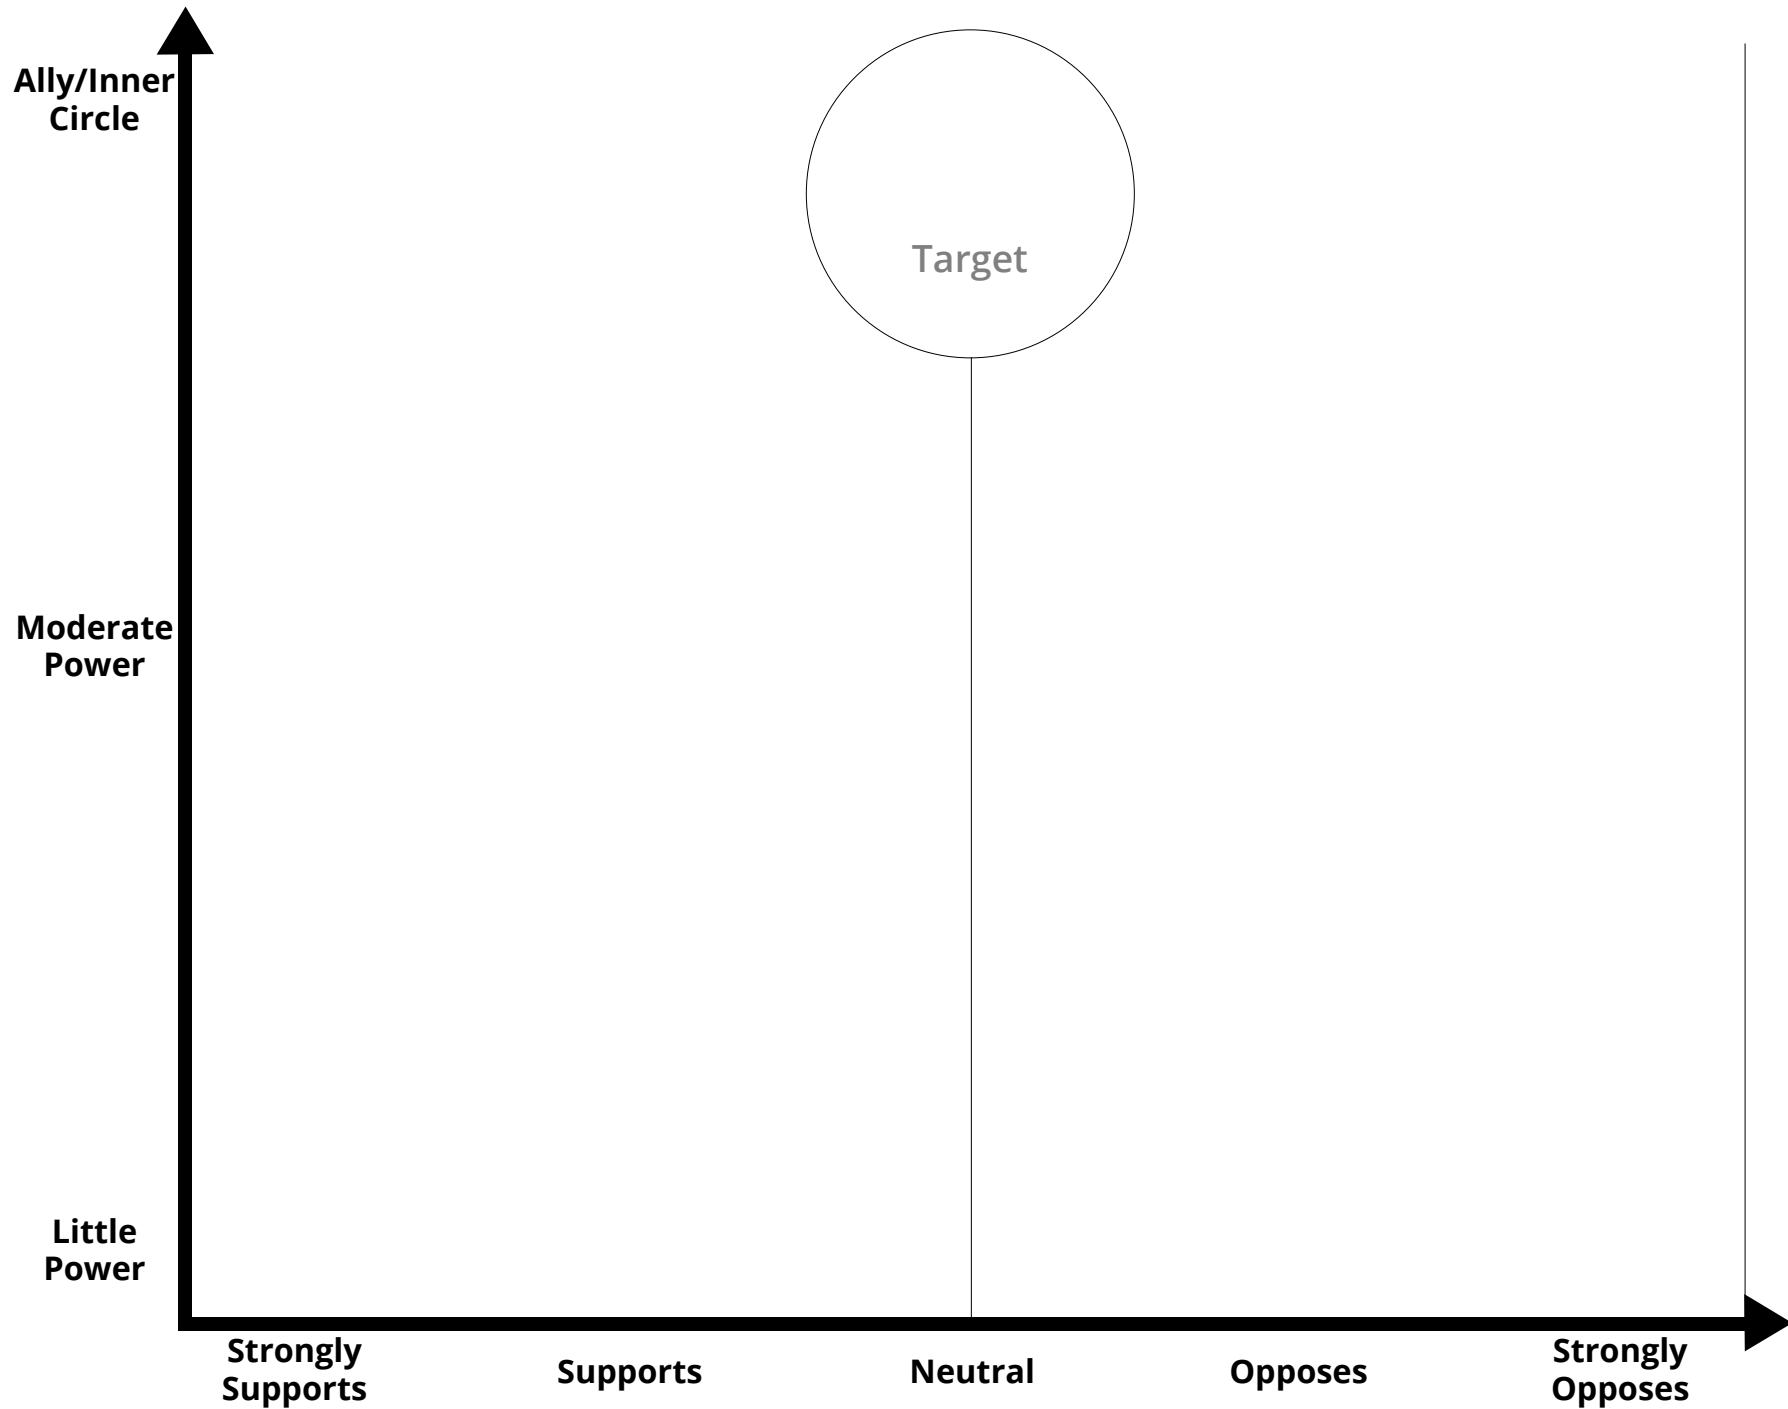 Ally/Inner
Circle
Target
Moderate
Power
Little
Power
Strongly
Supports
Supports
Neutral
Opposes
Strongly
Opposes